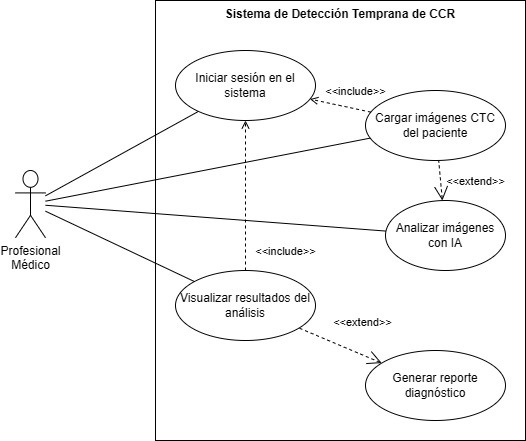 Sistema de Detección Temprana de CCR
Iniciar sesión en el
sistema
<<include>>
Cargar imágenes CTC
del paciente
<<extend>>
Profesional
Médico
Analizar imágenes
con IA
<<include>>
Visualizar resultados del
análisis
<<extend>>
Generar reporte
diagnóstico